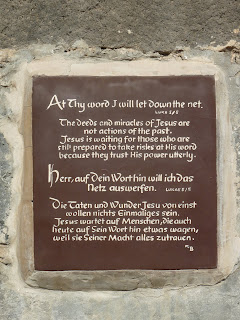 At Thy word I will let down the net.
LUKE 5/5
The deeds and miracles of Jesus are
not actions of the past.
Jesus is waiting for those who are
still prepared to take risks at His word
because they trust His power utterly.
Herr, auf Dein Wort hin will ich das
Netz auswerfen. LUKAS 5/5
Die Taten und Wunder Jesu von einst
wollen nichts Einmaliges sein.
Jesus wartet auf Menschen, die auch
heute auf Sein Wort hin etwas wagen,
weil sie Seiner Macht alles zutrauen.